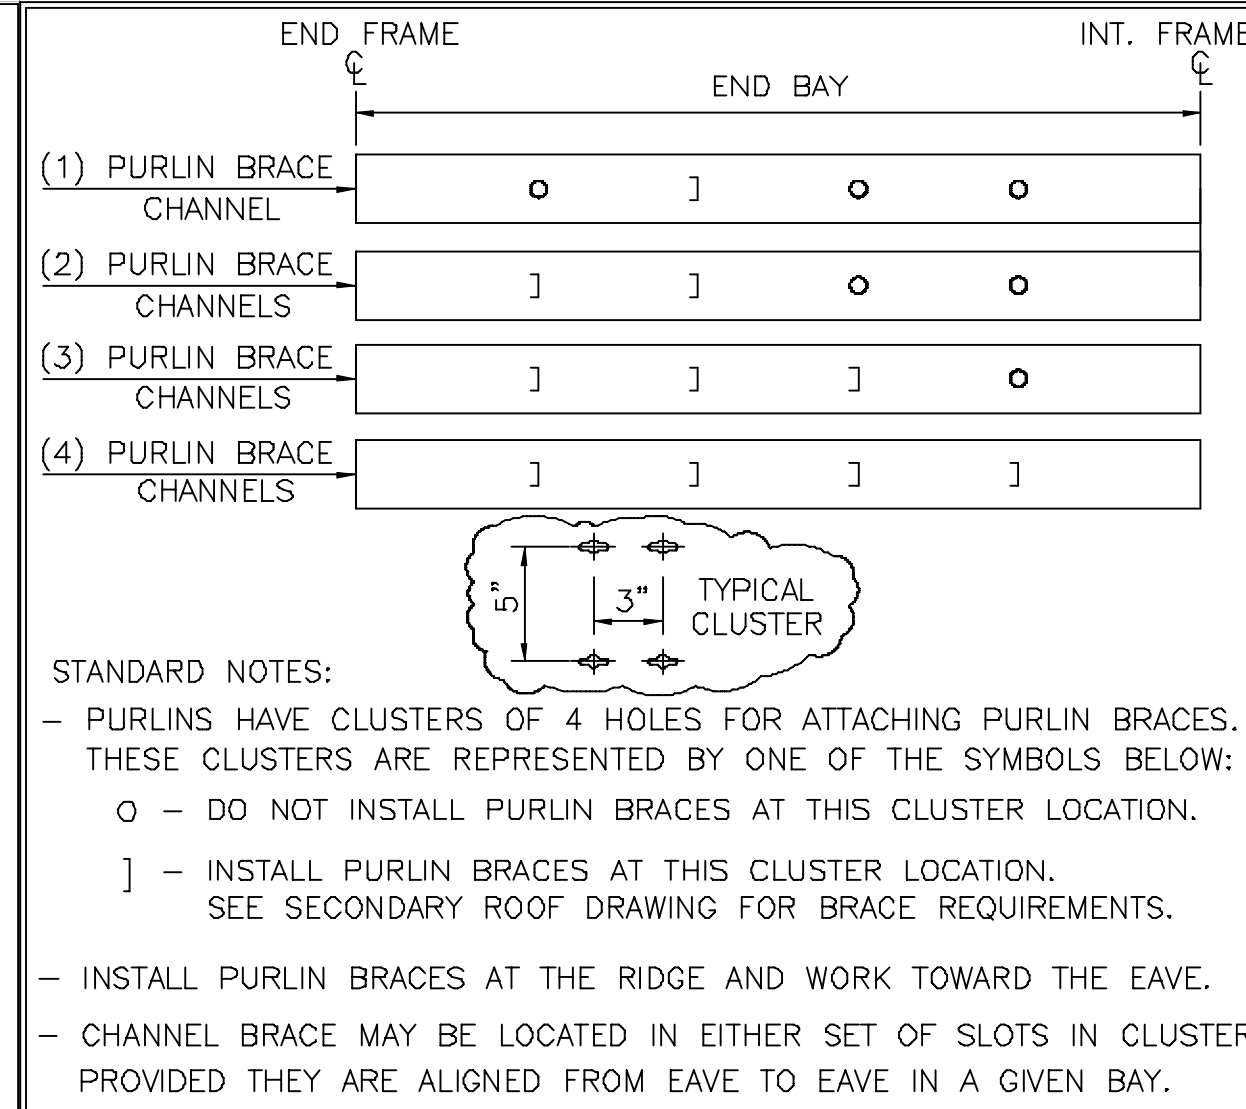 END FRAME
INT. FRAME
℄
℄
END BAY
(1) PURLIN BRACE
CHANNEL
(2) PURLIN BRACE
CHANNELS
(3) PURLIN BRACE
CHANNELS
(4) PURLIN BRACE
CHANNELS
5"
3"
TYPICAL
CLUSTER
STANDARD NOTES:
– PURLINS HAVE CLUSTERS OF 4 HOLES FOR ATTACHING PURLIN BRACES.
THESE CLUSTERS ARE REPRESENTED BY ONE OF THE SYMBOLS BELOW:
O – DO NOT INSTALL PURLIN BRACES AT THIS CLUSTER LOCATION.
] – INSTALL PURLIN BRACES AT THIS CLUSTER LOCATION.
SEE SECONDARY ROOF DRAWING FOR BRACE REQUIREMENTS.
– INSTALL PURLIN BRACES AT THE RIDGE AND WORK TOWARD THE EAVE.
– CHANNEL BRACE MAY BE LOCATED IN EITHER SET OF SLOTS IN CLUSTER
PROVIDED THEY ARE ALIGNED FROM EAVE TO EAVE IN A GIVEN BAY.